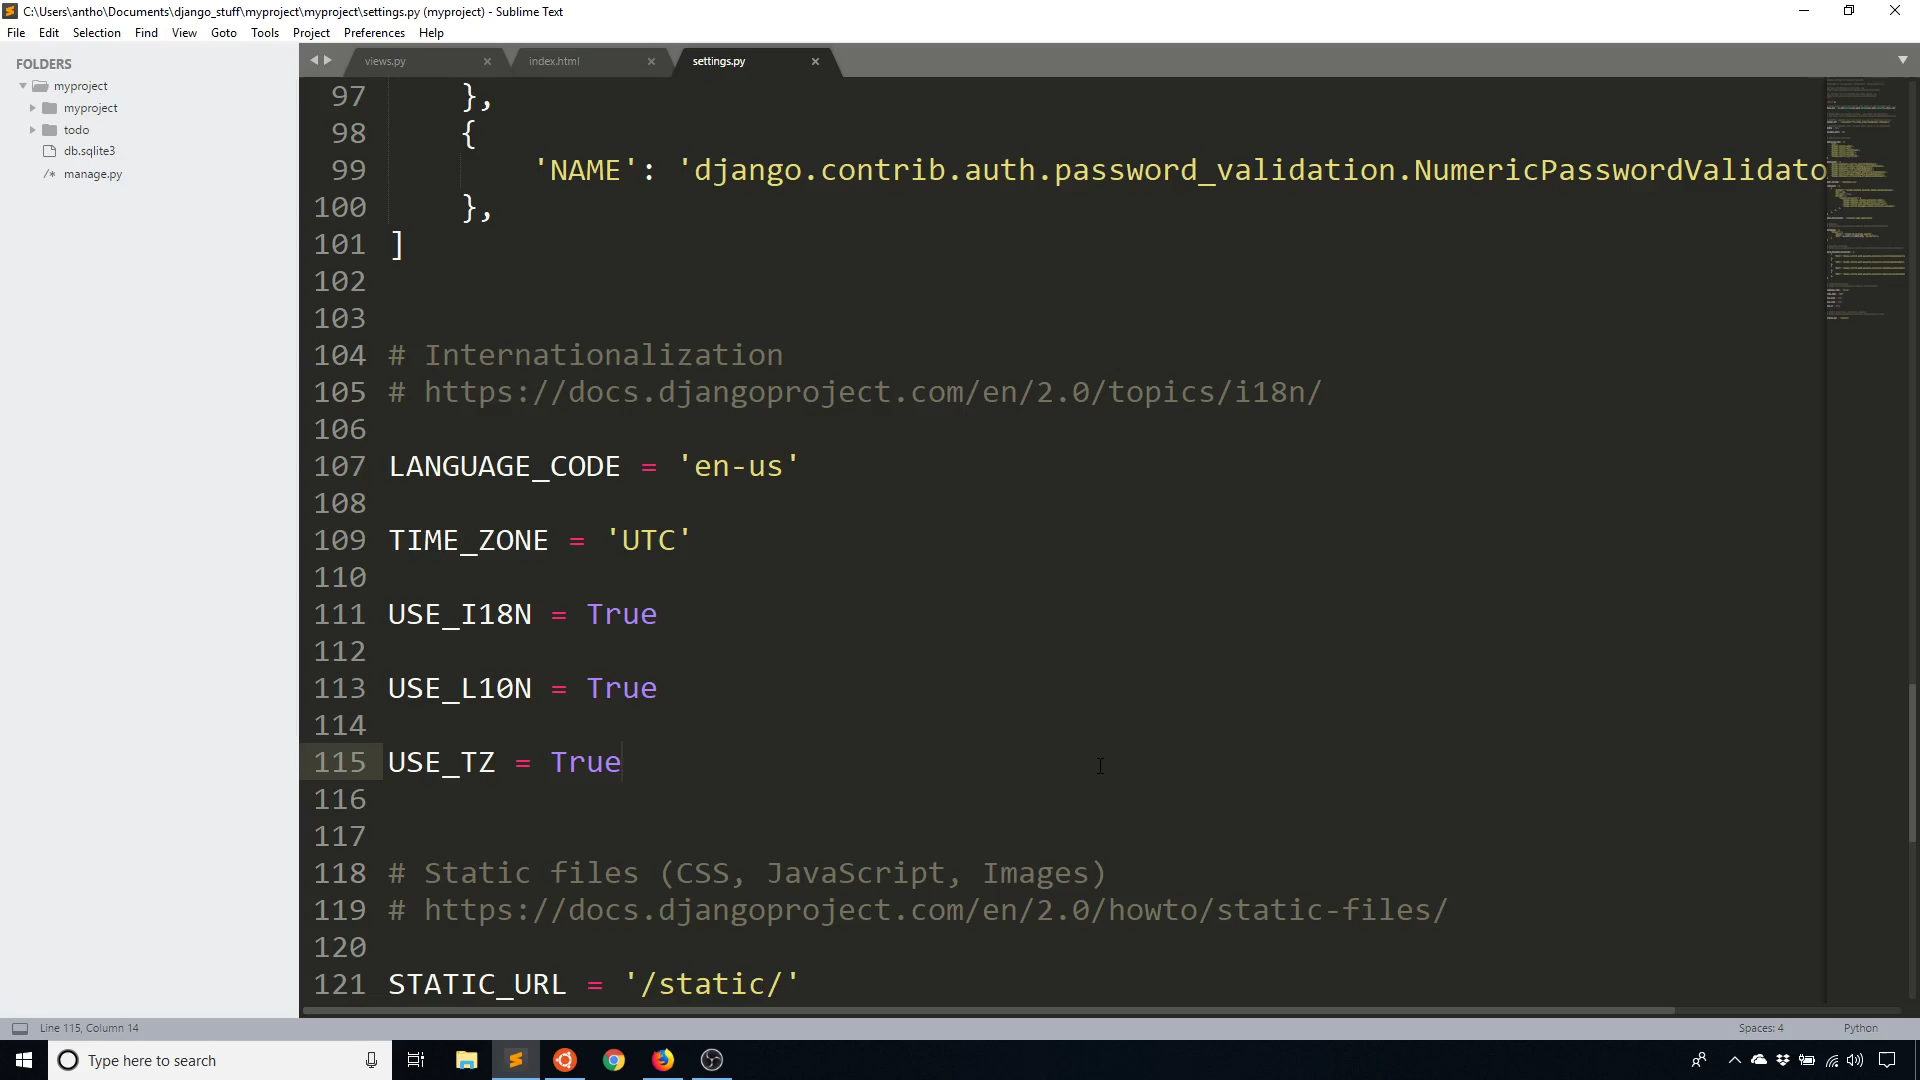 C:\Users\antho\Documents\django_stuff\myproject\myproject\settings.py (myproject) - Sublime Text
File Edit Selection Find View Goto Tools Project Preferences Help
FOLDERS
myproject
myproject
todo
db.sqlite3
/* manage.py
views.py × index.html × settings.py ×
97 },
98 {
99 'NAME': 'django.contrib.auth.password_validation.NumericPasswordValidato
100 },
101 ]
102
103
104 # Internationalization
105 # https://docs.djangoproject.com/en/2.0/topics/i18n/
106
107 LANGUAGE_CODE = 'en-us'
108
109 TIME_ZONE = 'UTC'
110
111 USE_I18N = True
112
113 USE_L10N = True
114
115 USE_TZ = True
116
117
118 # Static files (CSS, JavaScript, Images)
119 # https://docs.djangoproject.com/en/2.0/howto/static-files/
120
121 STATIC_URL = '/static/'
Line 115, Column 14 Spaces: 4 Python
Type here to search